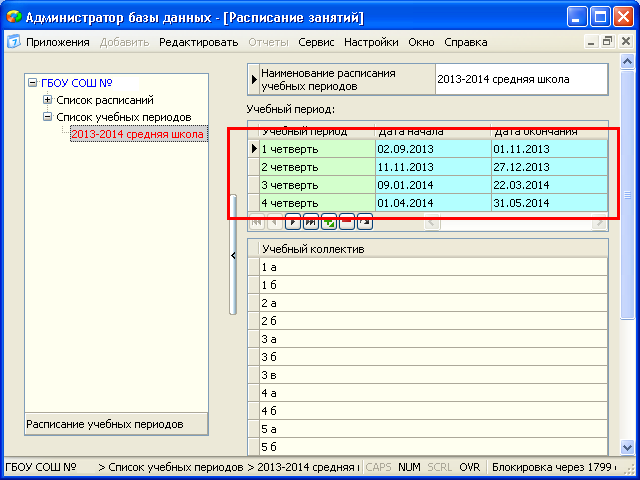 Администратор базы данных - [Расписание занятий]
Приложения Добавить Редактировать Отчеты Сервис Настройки Окно Справка
ГБОУ СОШ №
Список расписаний
Список учебных периодов
2013-2014 средняя школа
Расписание учебных периодов
Наименование расписания
учебных периодов
2013-2014 средняя школа
Учебный период:
Учебный период Дата начала Дата окончания
1 четверть 02.09.2013 01.11.2013
2 четверть 11.11.2013 27.12.2013
3 четверть 09.01.2014 22.03.2014
4 четверть 01.04.2014 31.05.2014
Учебный коллектив
1 а
1 б
2 а
2 б
3 а
3 б
3 в
4 а
4 б
5 а
5 б
ГБОУ СОШ № > Список учебных периодов > 2013-2014 средняя CAPS NUM SCRL OVR Блокировка через 1799